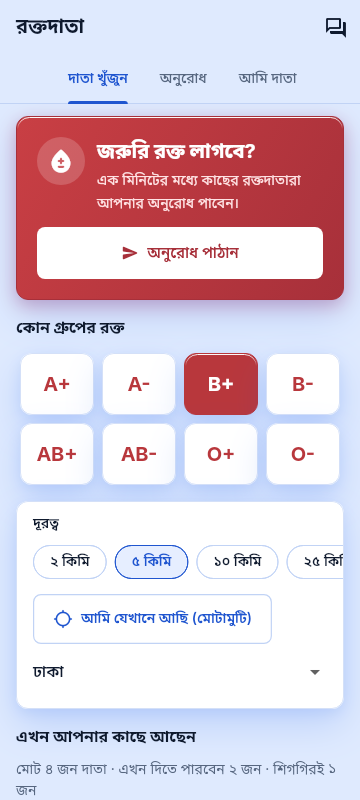 রক্তদাতা
দাতা খুঁজুন
অনুরোধ
আমি দাতা
জরুরি রক্ত লাগবে?
এক মিনিটের মধ্যে কাছের রক্তদাতারা
আপনার অনুরোধ পাবেন।
অনুরোধ পাঠান
কোন গ্রুপের রক্ত
A+ A- B+ B-
AB+ AB- O+ O-
দূরত্ব
২ কিমি ৫ কিমি ১০ কিমি ২৫ কিমি
আমি যেখানে আছি (মোটামুটি)
ঢাকা
এখন আপনার কাছে আছেন
মোট ৪ জন দাতা · এখন দিতে পারবেন ২ জন · শিগগিরই ১
জন